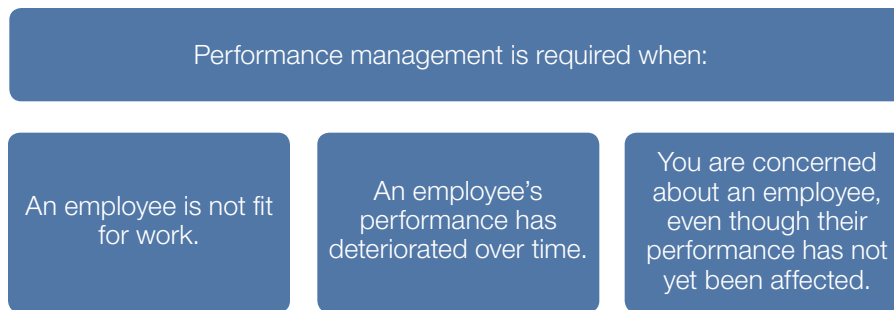 Performance management is required when:
An employee is not fit
for work.
An employee’s
performance has
deteriorated over time.
You are concerned
about an employee,
even though their
performance has not
yet been affected.